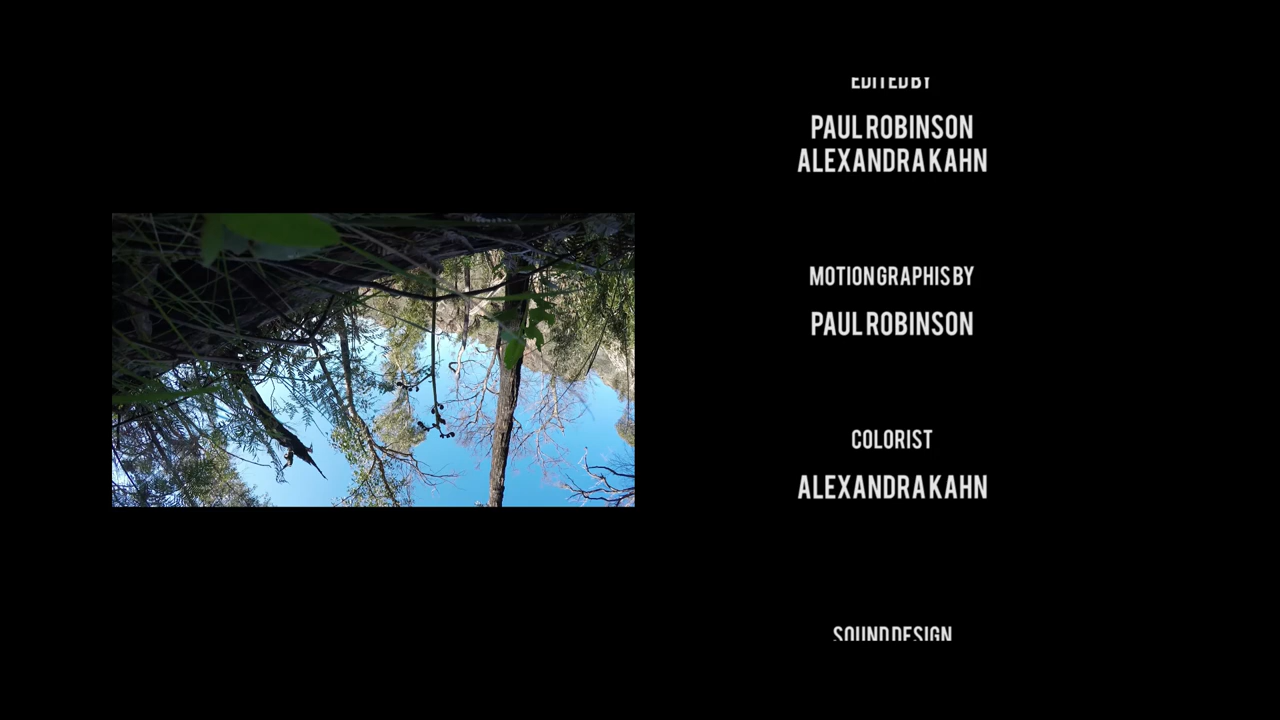 EDITED BY
PAUL ROBINSON
ALEXANDRA KAHN
MOTION GRAPHIS BY
PAUL ROBINSON
COLORIST
ALEXANDRA KAHN
SOUND DESIGN